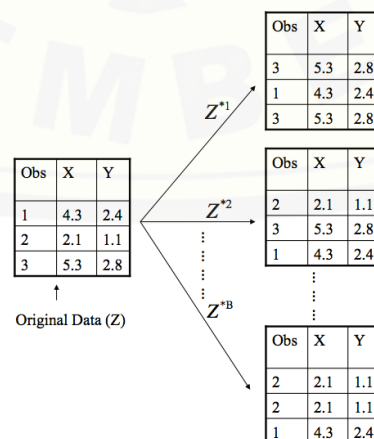 Obs X Y
3 5.3 2.8
1 4.3 2.4
3 5.3 2.8
Z*1
Obs X Y
1 4.3 2.4
2 2.1 1.1
3 5.3 2.8
Original Data (Z)
Z*2
Obs X Y
2 2.1 1.1
3 5.3 2.8
1 4.3 2.4
Z*B
Obs X Y
2 2.1 1.1
2 2.1 1.1
1 4.3 2.4